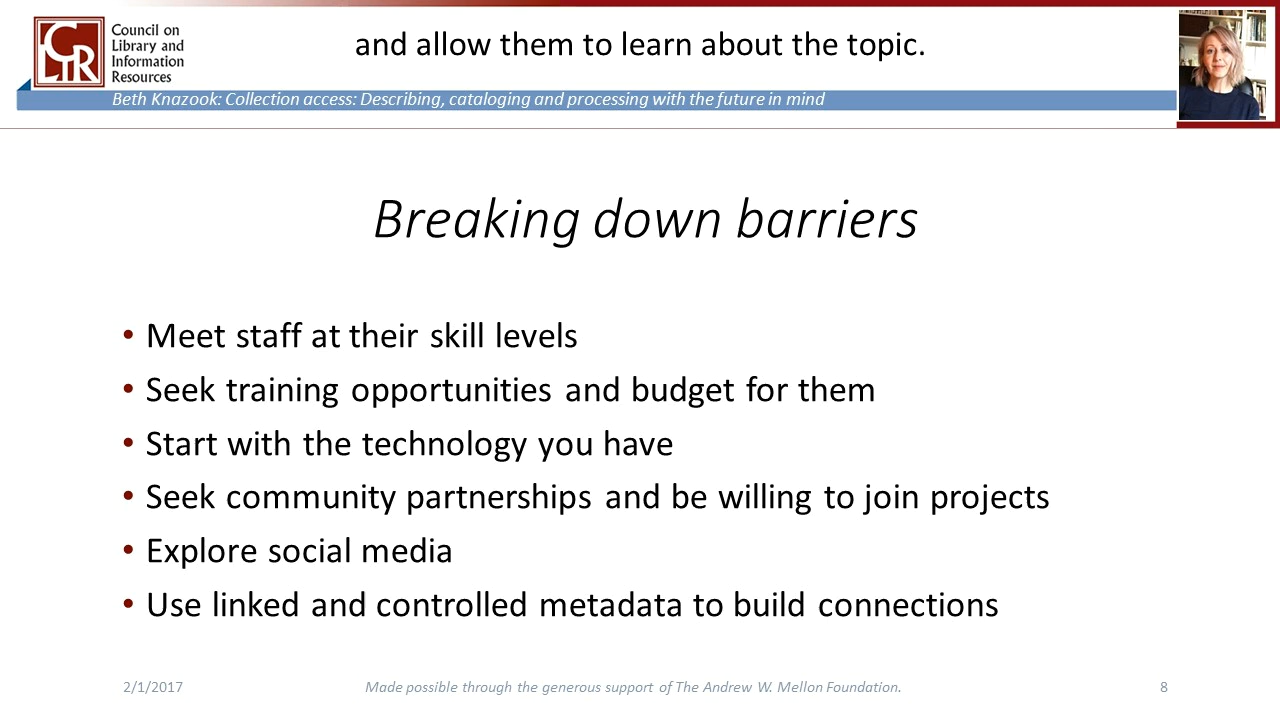 CLIR
Council on
Library and
Information
Resources
and allow them to learn about the topic.
Beth Knazook: Collection access: Describing, cataloging and processing with the future in mind
Breaking down barriers
• Meet staff at their skill levels
• Seek training opportunities and budget for them
• Start with the technology you have
• Seek community partnerships and be willing to join projects
• Explore social media
• Use linked and controlled metadata to build connections
2/1/2017
Made possible through the generous support of The Andrew W. Mellon Foundation.
8